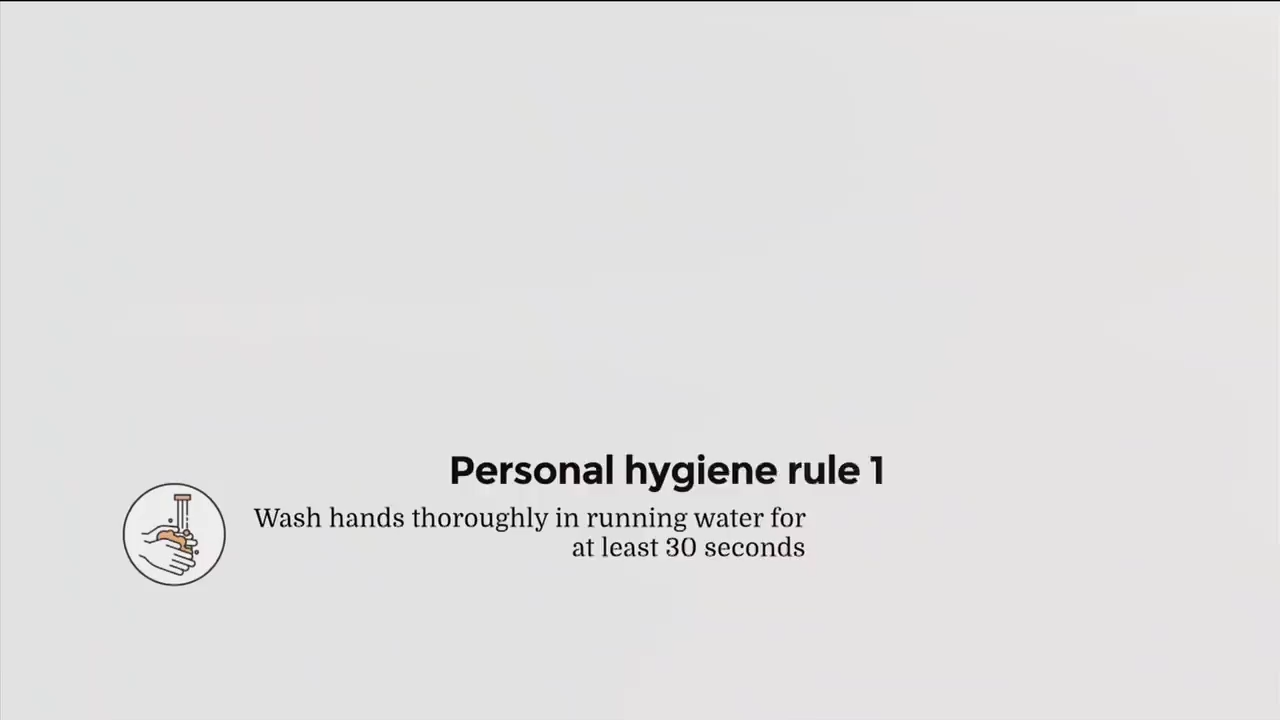 Personal hygiene rule 1
Wash hands thoroughly in running water for
at least 30 seconds